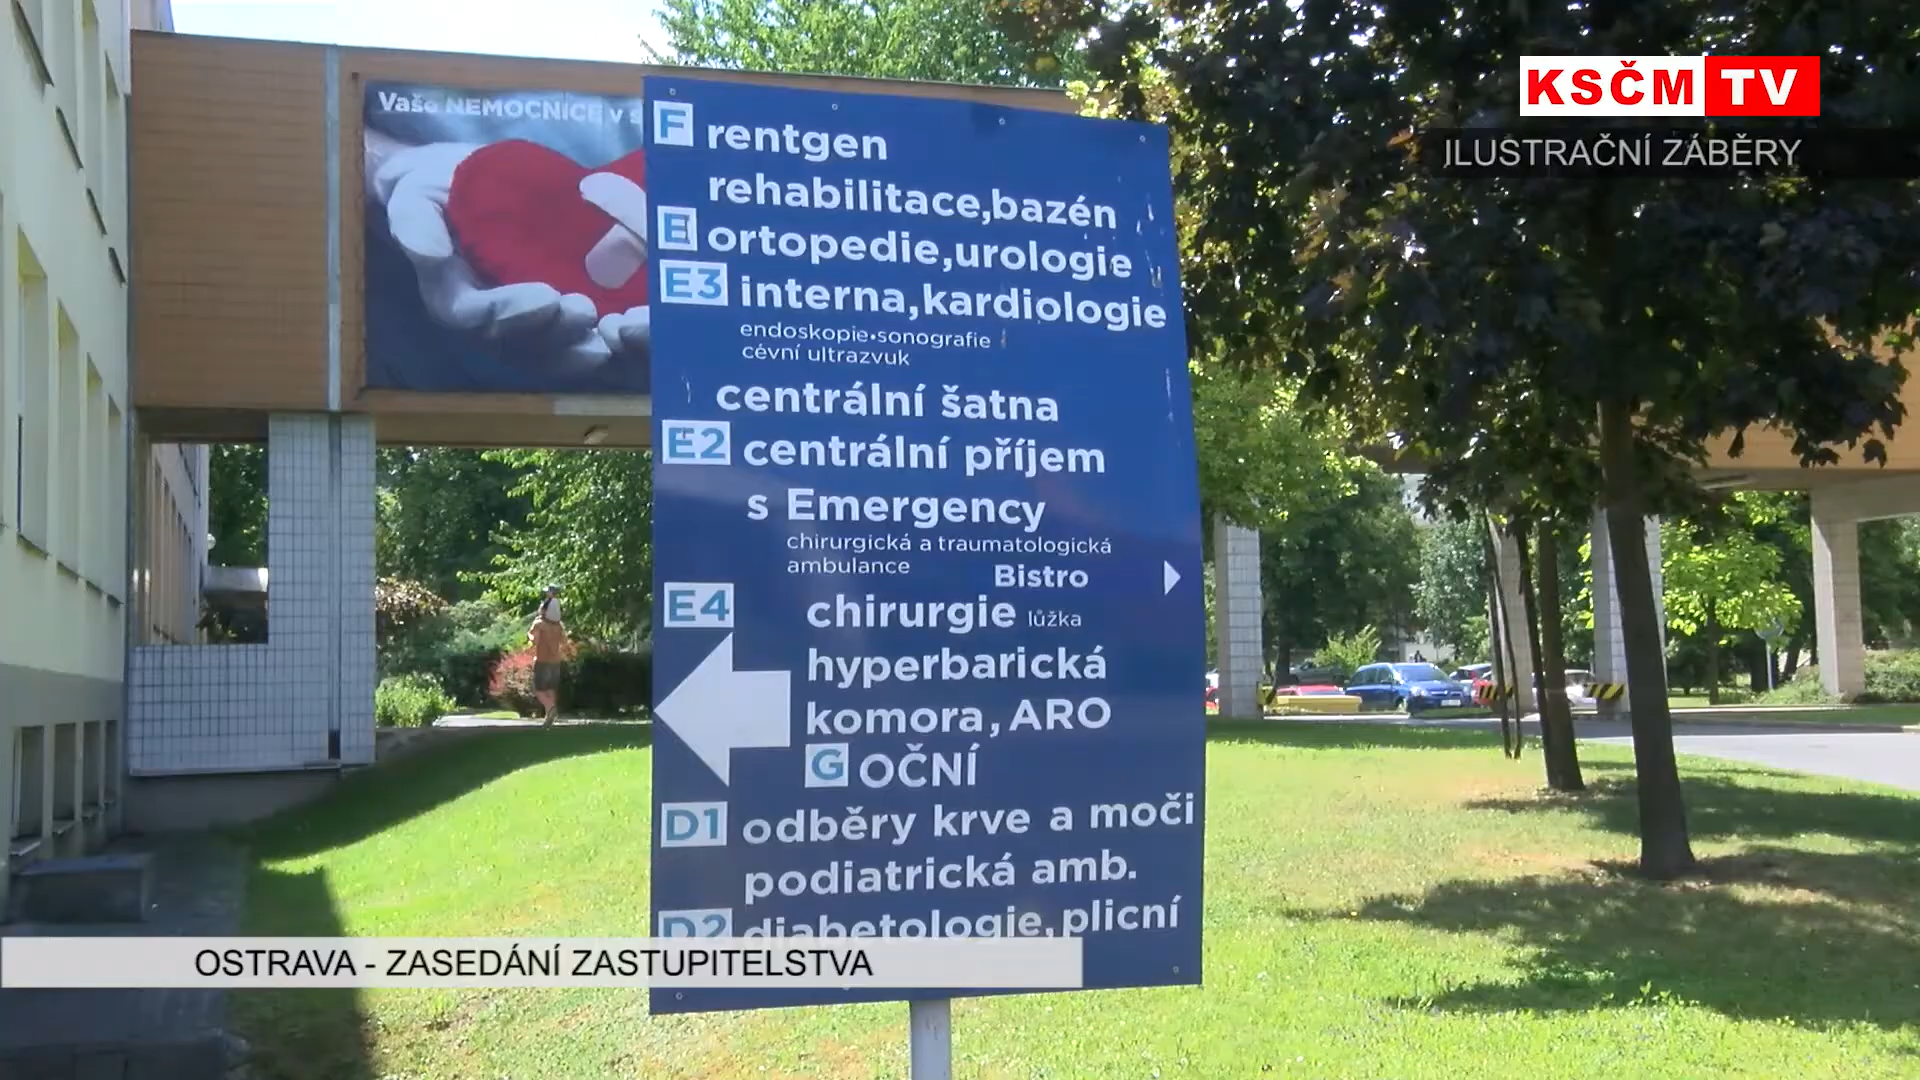 KSČM TV
ILUSTRAČNÍ ZÁBĚRY
Vaše NEMOCNICE v
F rentgen
rehabilitace,bazén
E ortopedie,urologie
E3 interna,kardiologie
endoskopie•sonografie
cévní ultrazvuk
centrální šatna
E2 centrální příjem
s Emergency
chirurgická a traumatologická
ambulance
Bistro
E4 chirurgie lůžka
hyperbarická
komora, ARO
G OČNÍ
D1 odběry krve a moči
podiatrická amb.
D2 diabetologie, plicní
OSTRAVA - ZASEDÁNÍ ZASTUPITELSTVA